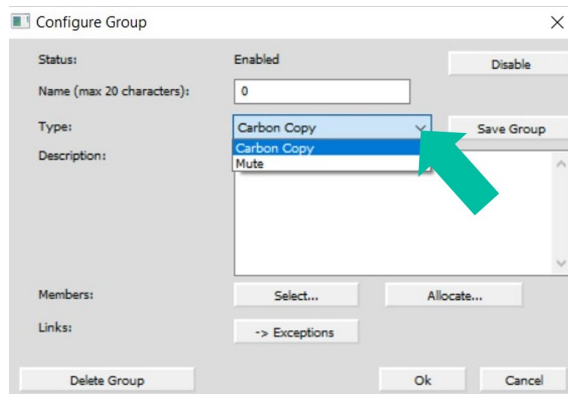 Configure Group
Status: Enabled Disable
Name (max 20 characters): 0
Type: Carbon Copy Save Group
Carbon Copy
Mute
Description:
Members: Select... Allocate...
Links: -> Exceptions
Delete Group Ok Cancel